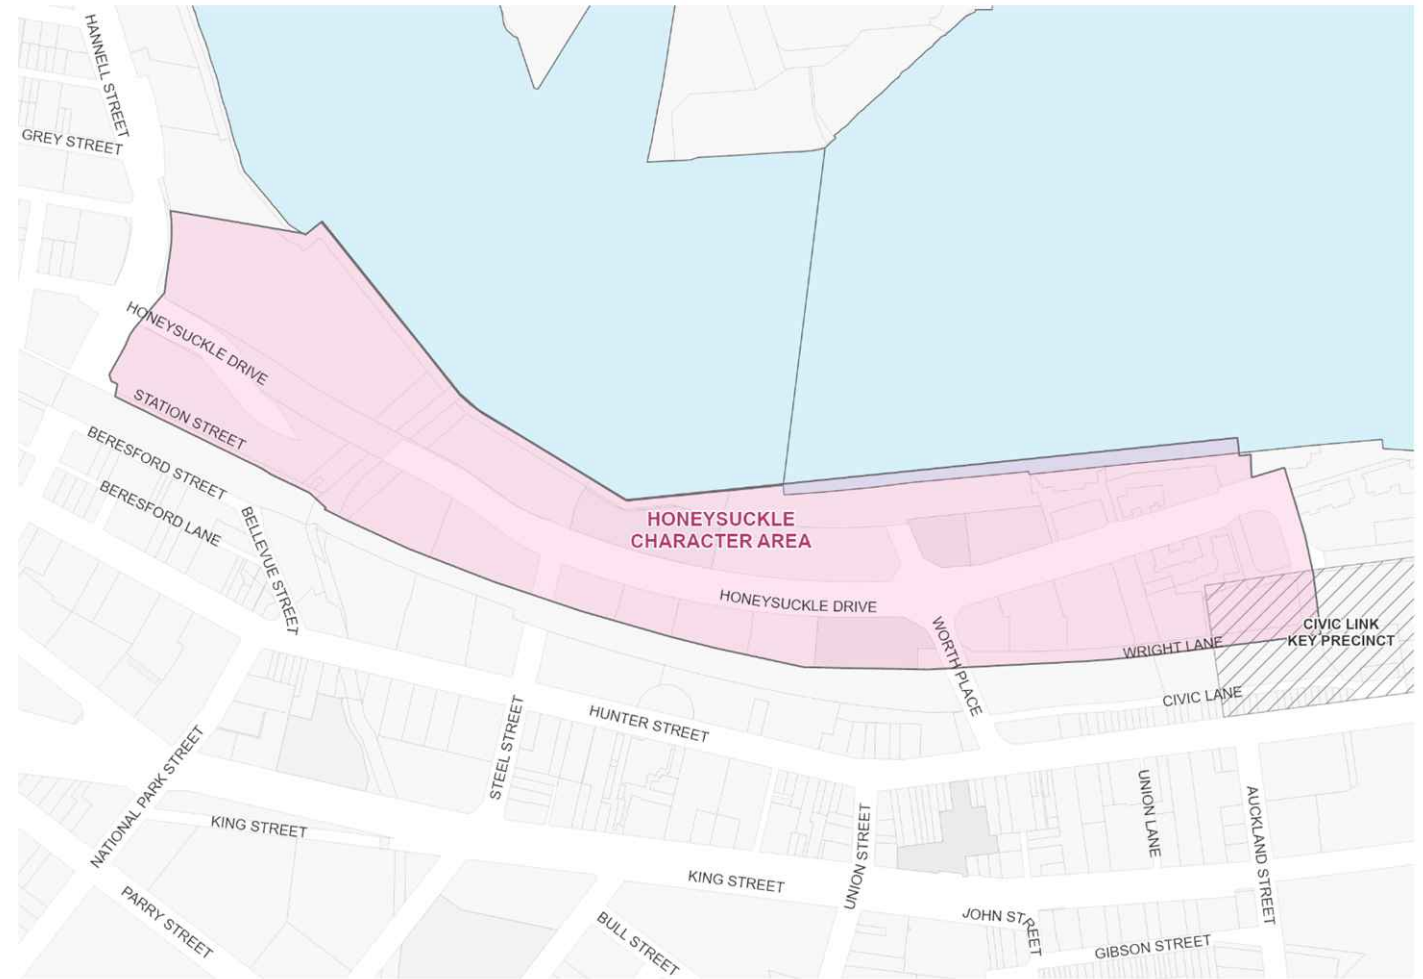 HANNELL STREET
GREY STREET
HONEYSUCKLE DRIVE
STATION STREET
BERESFORD STREET
BERESFORD LANE
BELLEVUE STREET
HONEYSUCKLE
CHARACTER AREA
HONEYSUCKLE DRIVE
WORTH PLACE
WRIGHT LANE
CIVIC LINK
KEY PRECINCT
CIVIC LANE
HUNTER STREET
STEEL STREET
NATIONAL PARK STREET
KING STREET
PARRY STREET
KING STREET
BULL STREET
UNION STREET
UNION LANE
AUCKLAND STREET
JOHN STREET
GIBSON STREET